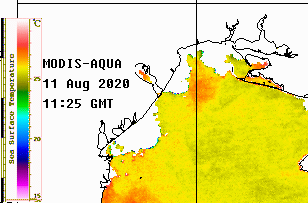 MODIS-AQUA
11 Aug 2020
11:25 GMT
Sea Surface Temperature
°C
25
20
15